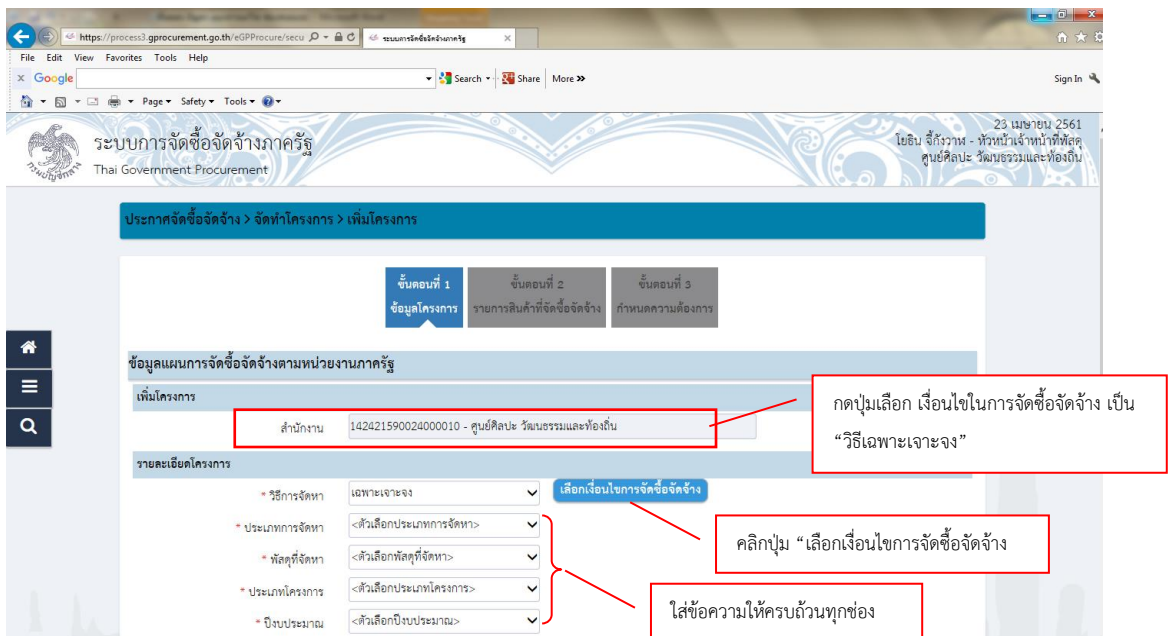 https://process3.gprocurement.go.th/eGPProcure/secu
ระบบการจัดซื้อจัดจ้างภาครัฐ
File Edit View Favorites Tools Help
x Google Search Share More >> Sign In
Page Safety Tools
กรมบัญชีกลาง
ระบบการจัดซื้อจัดจ้างภาครัฐ
Thai Government Procurement
23 เมษายน 2561
โยธิน จี้กังวาฬ - หัวหน้าเจ้าหน้าที่พัสดุ
ศูนย์ศิลปะ วัฒนธรรมและท้องถิ่น
ประกาศจัดซื้อจัดจ้าง > จัดทำโครงการ > เพิ่มโครงการ
ขั้นตอนที่ 1 ขั้นตอนที่ 2 ขั้นตอนที่ 3
ข้อมูลโครงการ รายการสินค้าที่จัดซื้อจัดจ้าง กำหนดความต้องการ
ข้อมูลแผนการจัดซื้อจัดจ้างตามหน่วยงานภาครัฐ
เพิ่มโครงการ
กดปุ่มเลือก เงื่อนไขในการจัดซื้อจัดจ้าง เป็น
“วิธีเฉพาะเจาะจง”
สำนักงาน 142421590024000010 - ศูนย์ศิลปะ วัฒนธรรมและท้องถิ่น
รายละเอียดโครงการ
* วิธีการจัดหา เฉพาะเจาะจง เลือกเงื่อนไขการจัดซื้อจัดจ้าง
* ประเภทการจัดหา <ตัวเลือกประเภทการจัดหา>
คลิกปุ่ม “เลือกเงื่อนไขการจัดซื้อจัดจ้าง
* พัสดุที่จัดหา <ตัวเลือกพัสดุที่จัดหา>
* ประเภทโครงการ <ตัวเลือกประเภทโครงการ>
ใส่ข้อความให้ครบถ้วนทุกช่อง
* ปีงบประมาณ <ตัวเลือกปีงบประมาณ>